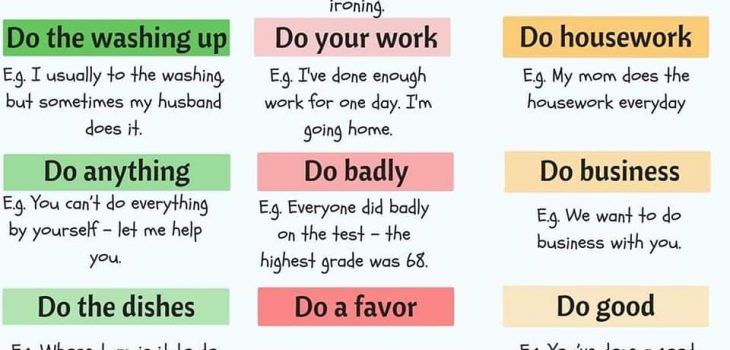 ironing.
Do the washing up
E.g. I usually to the washing,
but sometimes my husband
does it.
Do your work
E.g. I've done enough
work for one day. I'm
going home.
Do housework
E.g. My mom does the
housework everyday
Do anything
E.g. You can't do everything
by yourself – let me help
you.
Do badly
E.g. Everyone did badly
on the test – the
highest grade was 68.
Do business
E.g. We want to do
business with you.
Do the dishes
Do a favor
Do good